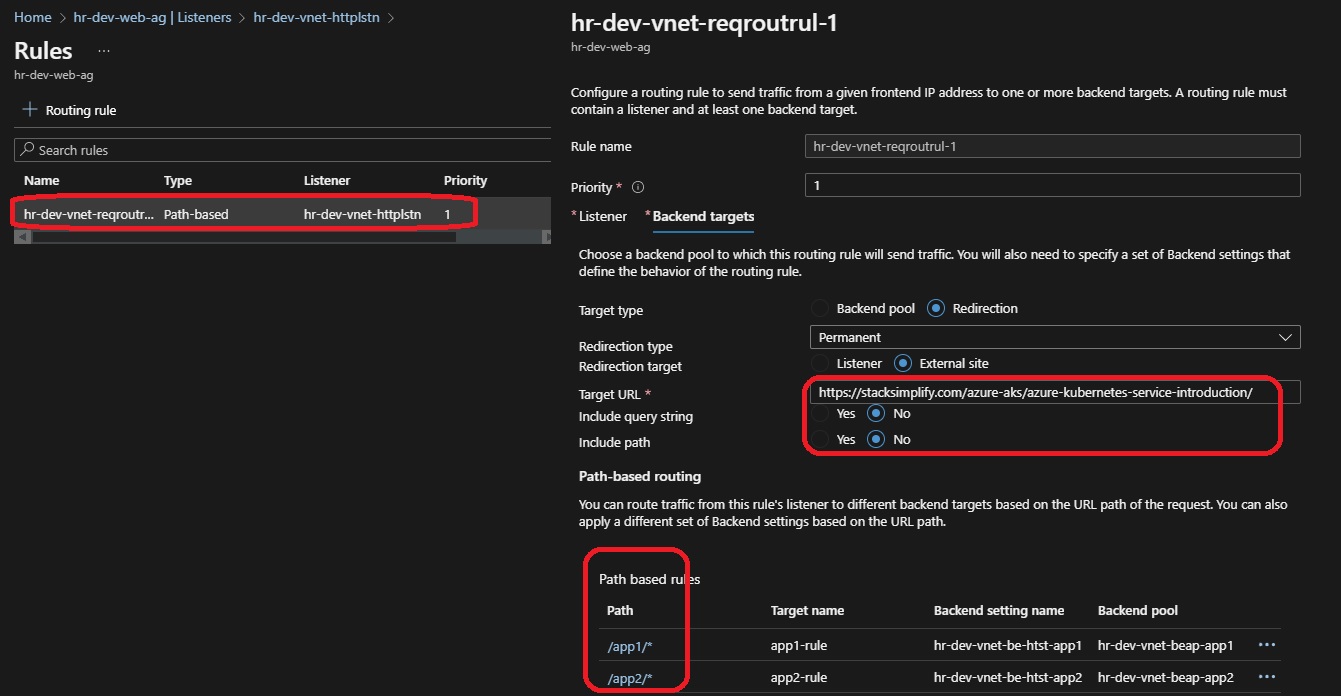 Home > hr-dev-web-ag | Listeners > hr-dev-vnet-httplstn >
Rules ...
hr-dev-web-ag
+ Routing rule
Search rules
Name Type Listener Priority
hr-dev-vnet-reqroutr... Path-based hr-dev-vnet-httplstn 1
hr-dev-vnet-reqroutrul-1
hr-dev-web-ag
Configure a routing rule to send traffic from a given frontend IP address to one or more backend targets. A routing rule must
contain a listener and at least one backend target.
Rule name hr-dev-vnet-reqroutrul-1
Priority * 1
* Listener * Backend targets
Choose a backend pool to which this routing rule will send traffic. You will also need to specify a set of Backend settings that
define the behavior of the routing rule.
Target type Backend pool Redirection
Redirection type Permanent
Redirection target Listener External site
Target URL * https://stacksimplify.com/azure-aks/azure-kubernetes-service-introduction/
Include query string Yes No
Include path Yes No
Path-based routing
You can route traffic from this rule's listener to different backend targets based on the URL path of the request. You can also
apply a different set of Backend settings based on the URL path.
Path based rules
Path Target name Backend setting name Backend pool
/app1/* app1-rule hr-dev-vnet-be-htst-app1 hr-dev-vnet-beap-app1 ...
/app2/* app2-rule hr-dev-vnet-be-htst-app2 hr-dev-vnet-beap-app2 ...